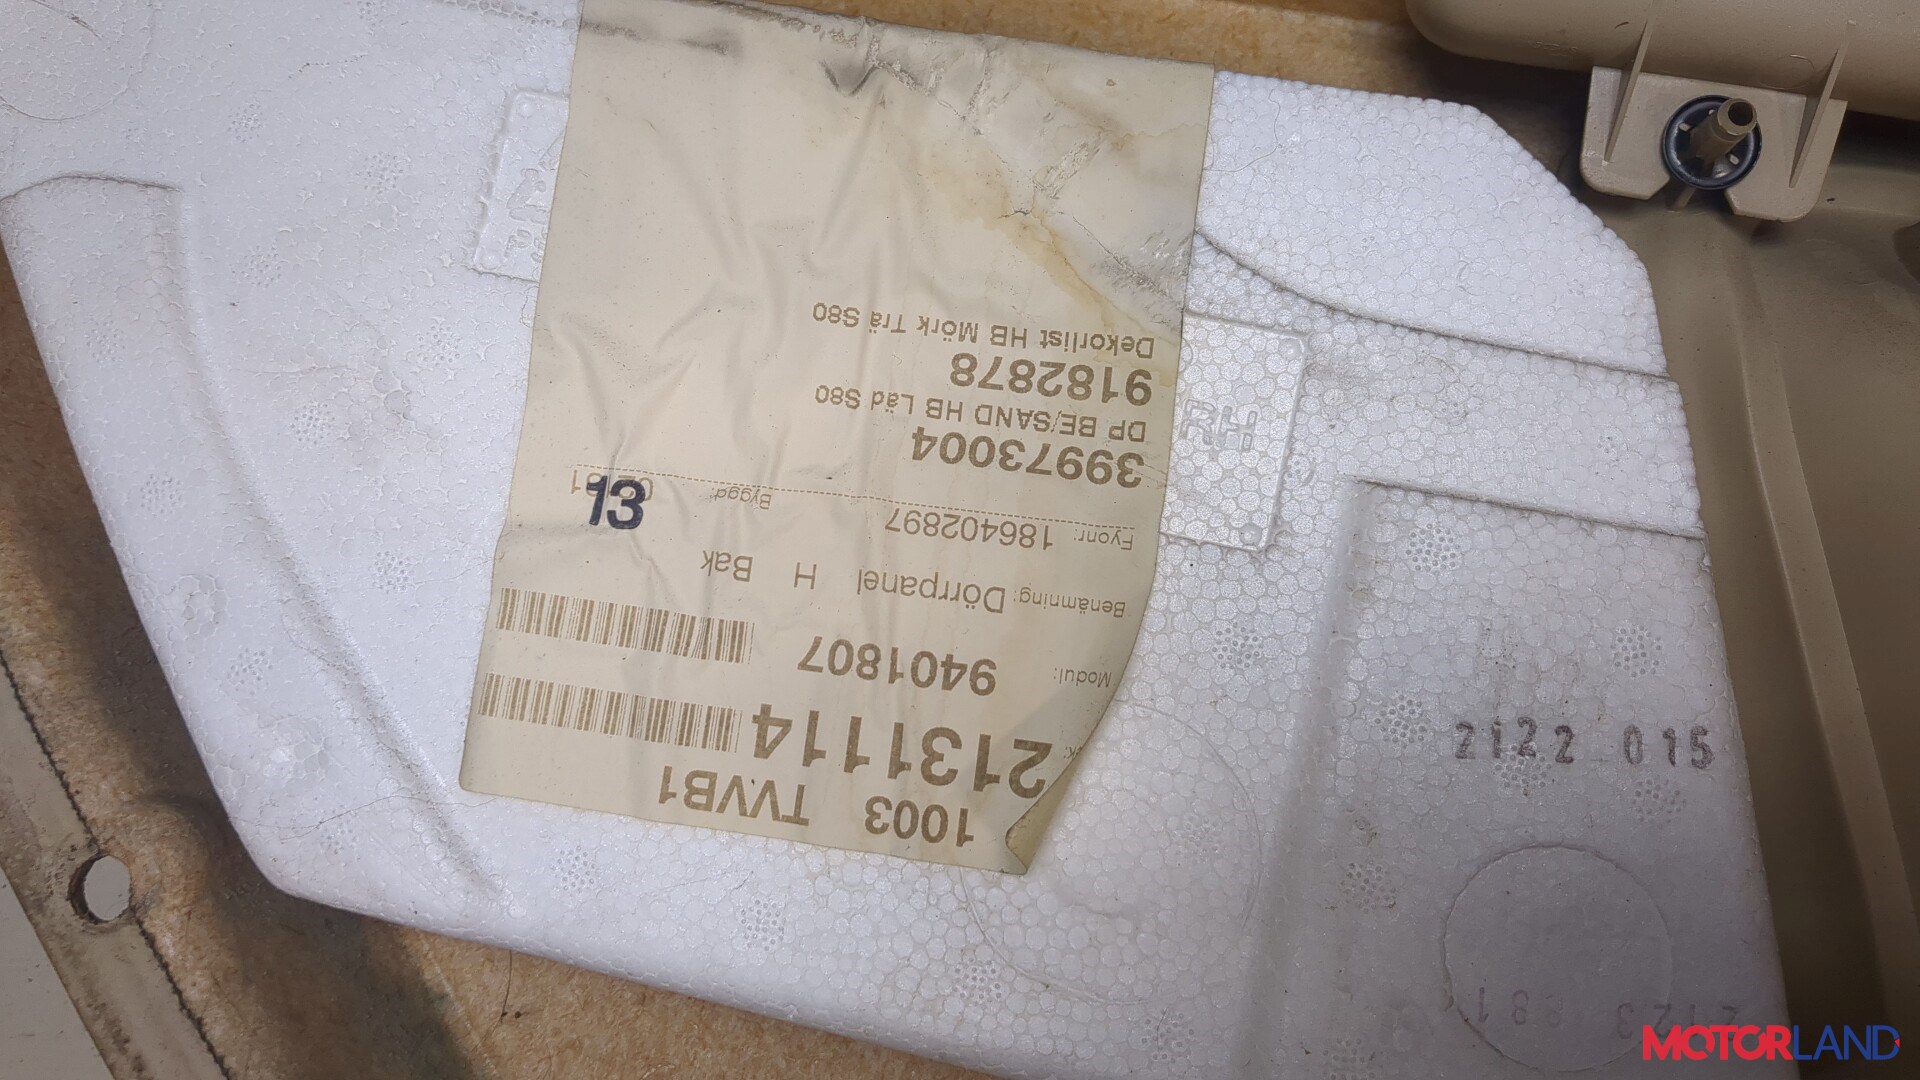 1003 TVVB1
2131114
Modul: 9401807
Benämning: Dörrpanel H Bak
Fyonr: 186402897 Byggd:
13
39973004
DP BE/SAND HB Läd S80
9182878
Dekorlist HB Mörk Trä S80
RH
2122 015
MOTORLAND